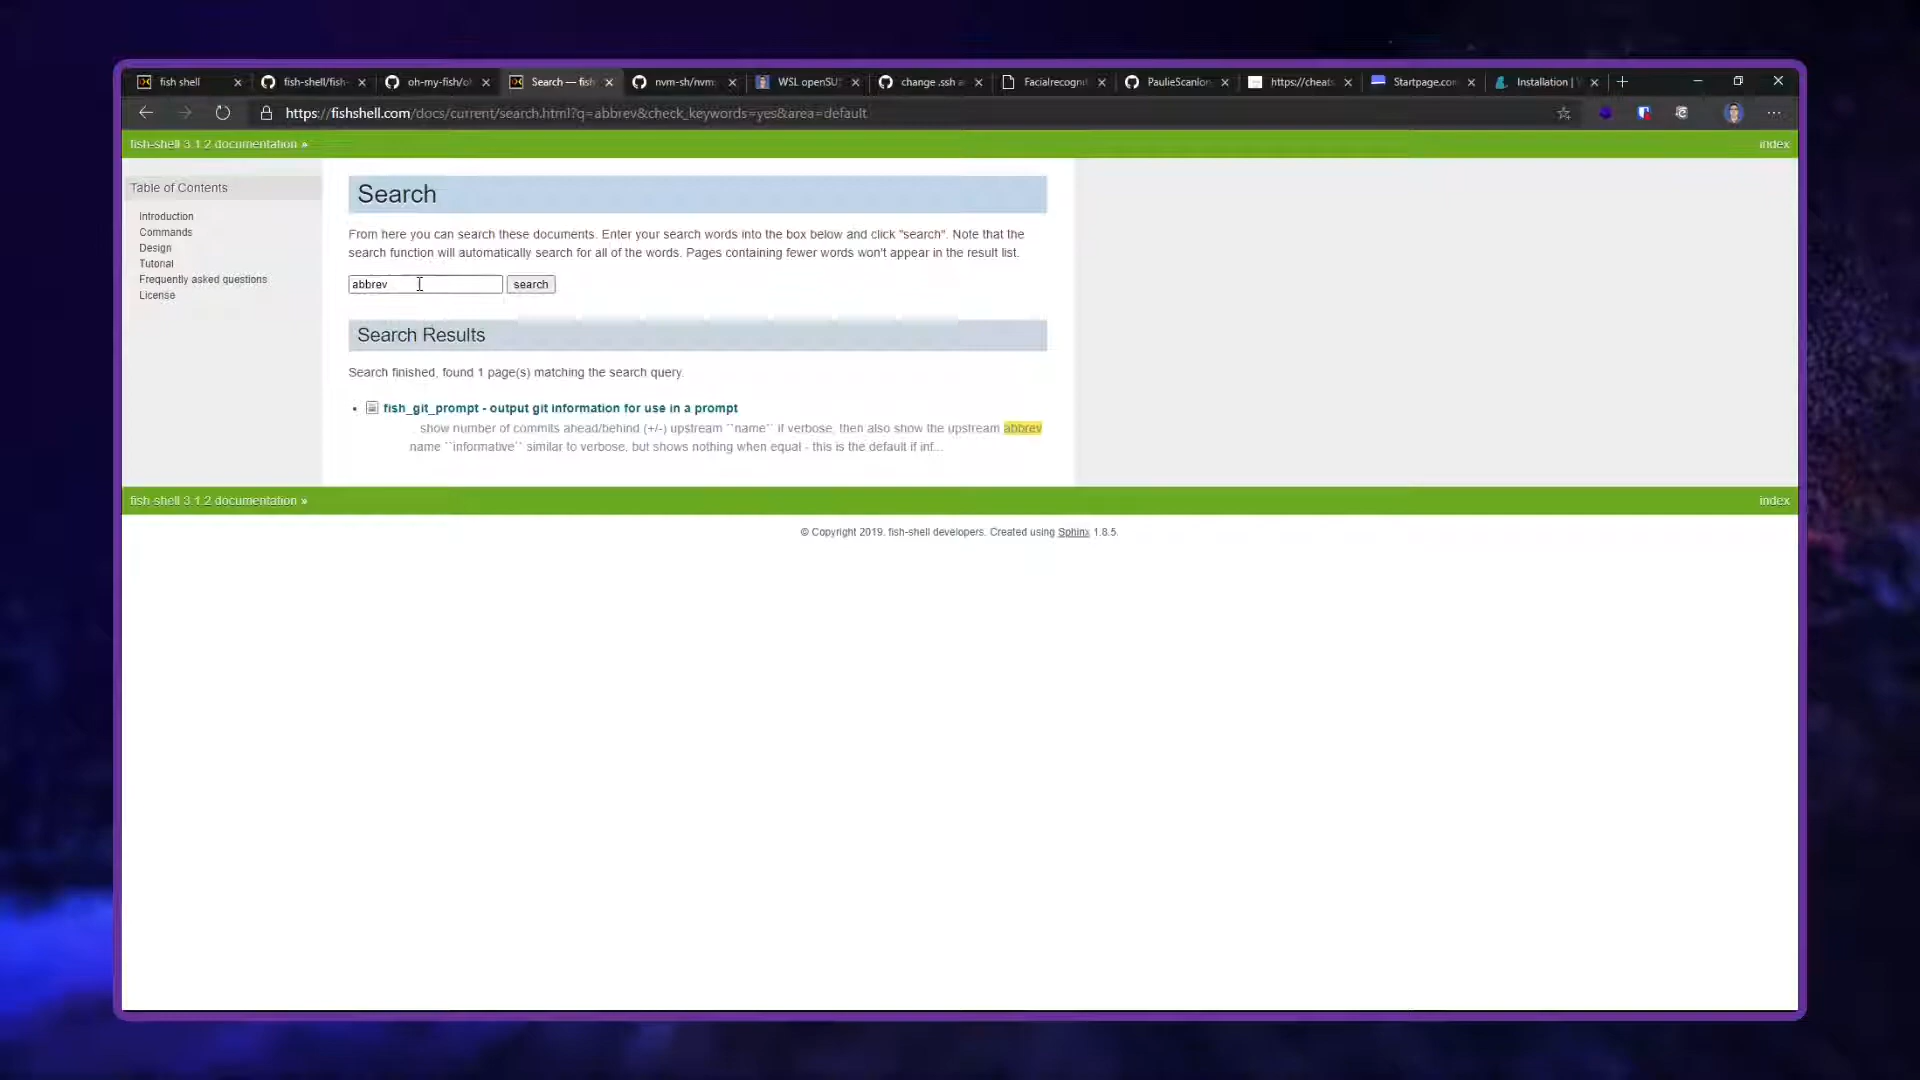 fish shell
fish-shell/fish-
oh-my-fish/o
Search — fish
nvm-sh/nvm:
WSL openSU
change .ssh a
Facialrecogni
PaulieScanlon
https://cheats
Startpage.com
Installation |
https://fishshell.com/docs/current/search.html?q=abbrev&check_keywords=yes&area=default
fish-shell 3.1.2 documentation »
index
Table of Contents
Introduction
Commands
Design
Tutorial
Frequently asked questions
License
Search
From here you can search these documents. Enter your search words into the box below and click "search". Note that the
search function will automatically search for all of the words. Pages containing fewer words won't appear in the result list.
abbrev
search
Search Results
Search finished, found 1 page(s) matching the search query.
• fish_git_prompt - output git information for use in a prompt
show number of commits ahead/behind (+/-) upstream ``name`` if verbose, then also show the upstream abbrev
name ``informative`` similar to verbose, but shows nothing when equal - this is the default if inf...
fish-shell 3.1.2 documentation »
index
© Copyright 2019, fish-shell developers. Created using Sphinx 1.8.5.